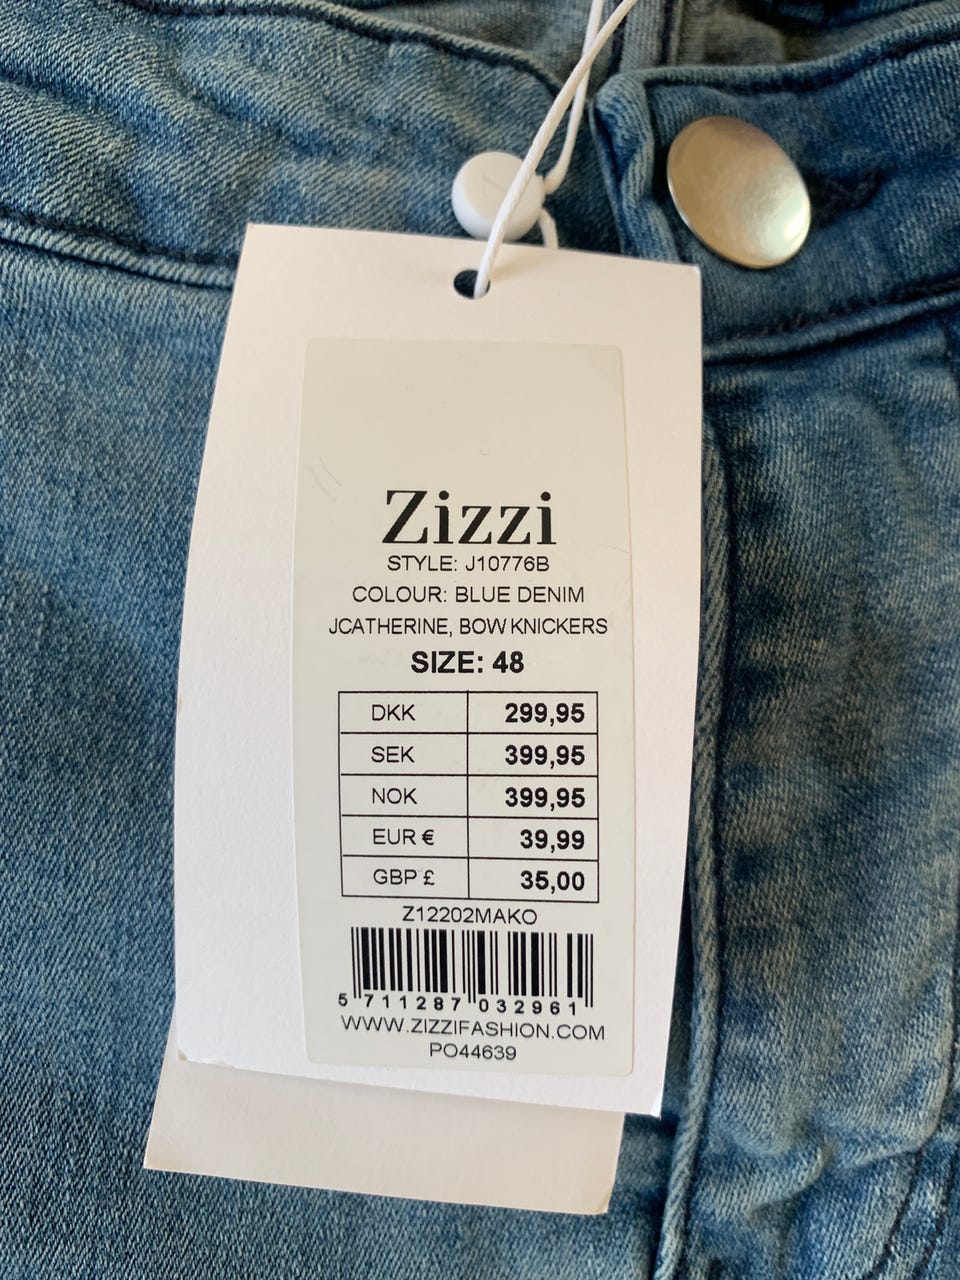 Zizzi
STYLE: J10776B
COLOUR: BLUE DENIM
JCATHERINE, BOW KNICKERS
SIZE: 48
DKK 299,95
SEK 399,95
NOK 399,95
EUR € 39,99
GBP £ 35,00
Z12202MAKO
5 711287 032961
WWW.ZIZZIFASHION.COM
PO44639